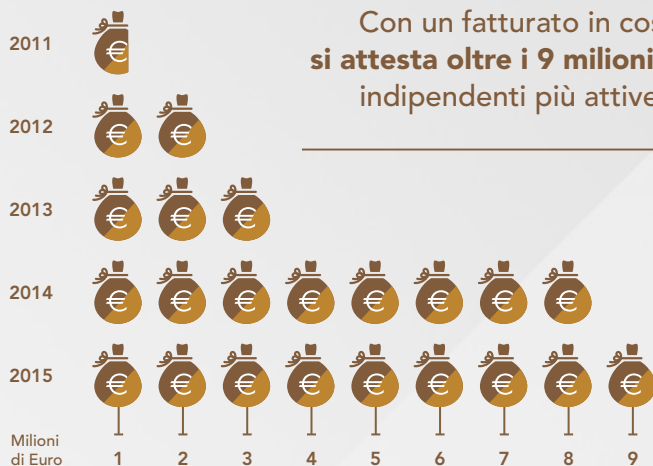 2011
Con un fatturato in cos
si attesta oltre i 9 milioni
indipendenti più attive
2012
2013
2014
2015
Milioni
di Euro 1 2 3 4 5 6 7 8 9